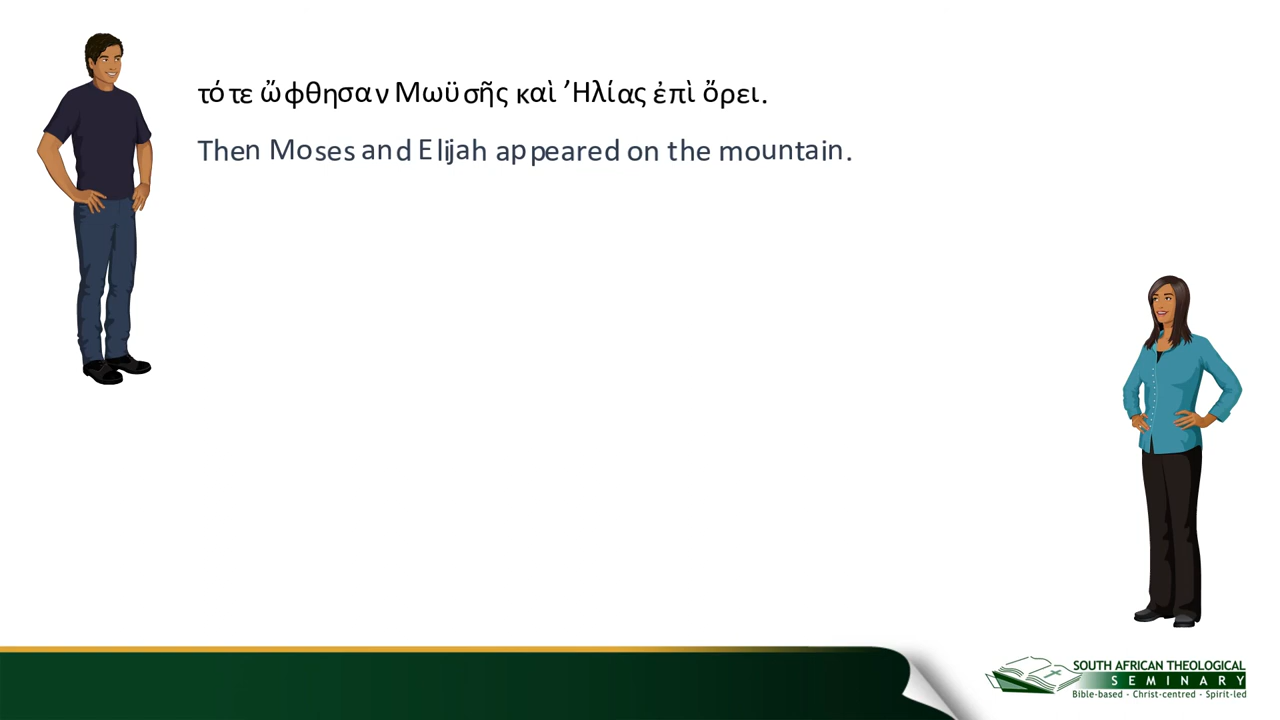 τότε ὤφθησαν Μωϋσῆς καὶ ʼΗλίας ἐπὶ ὄρει.
Then Moses and Elijah appeared on the mountain.
SOUTH AFRICAN THEOLOGICAL
SEMINARY
Bible-based · Christ-centred · Spirit-led